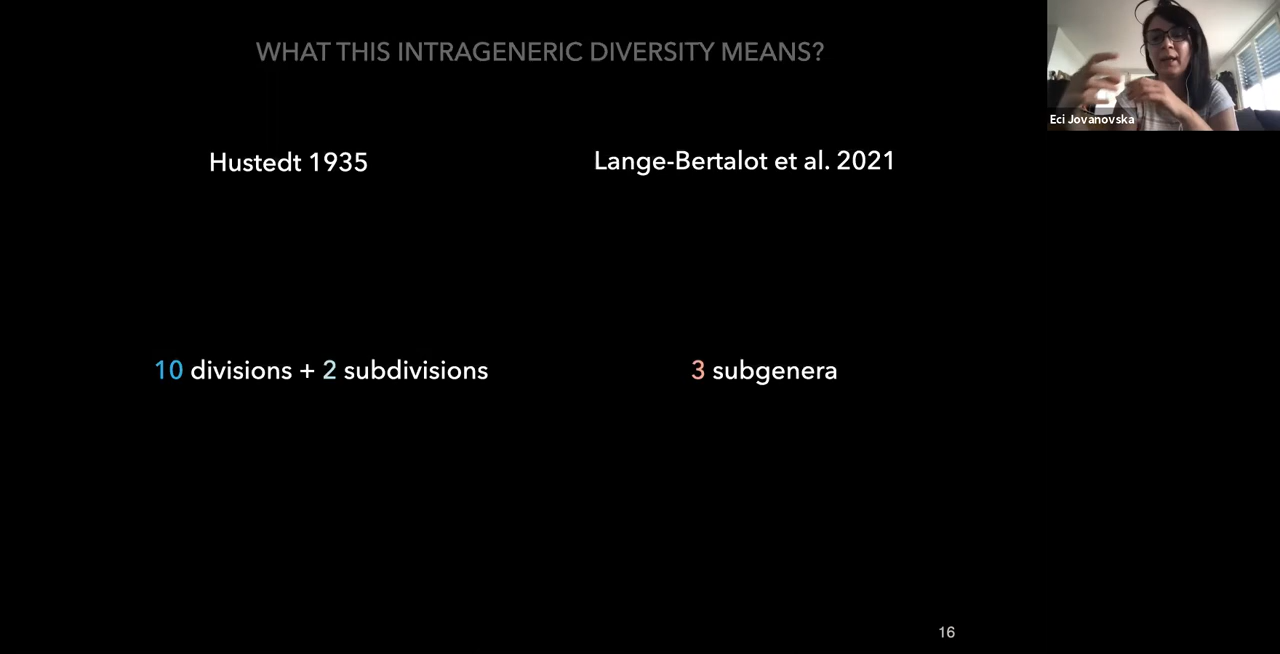 WHAT THIS INTRAGENERIC DIVERSITY MEANS?
Eci Jovanovska
Hustedt 1935
Lange-Bertalot et al. 2021
10 divisions + 2 subdivisions
3 subgenera
16